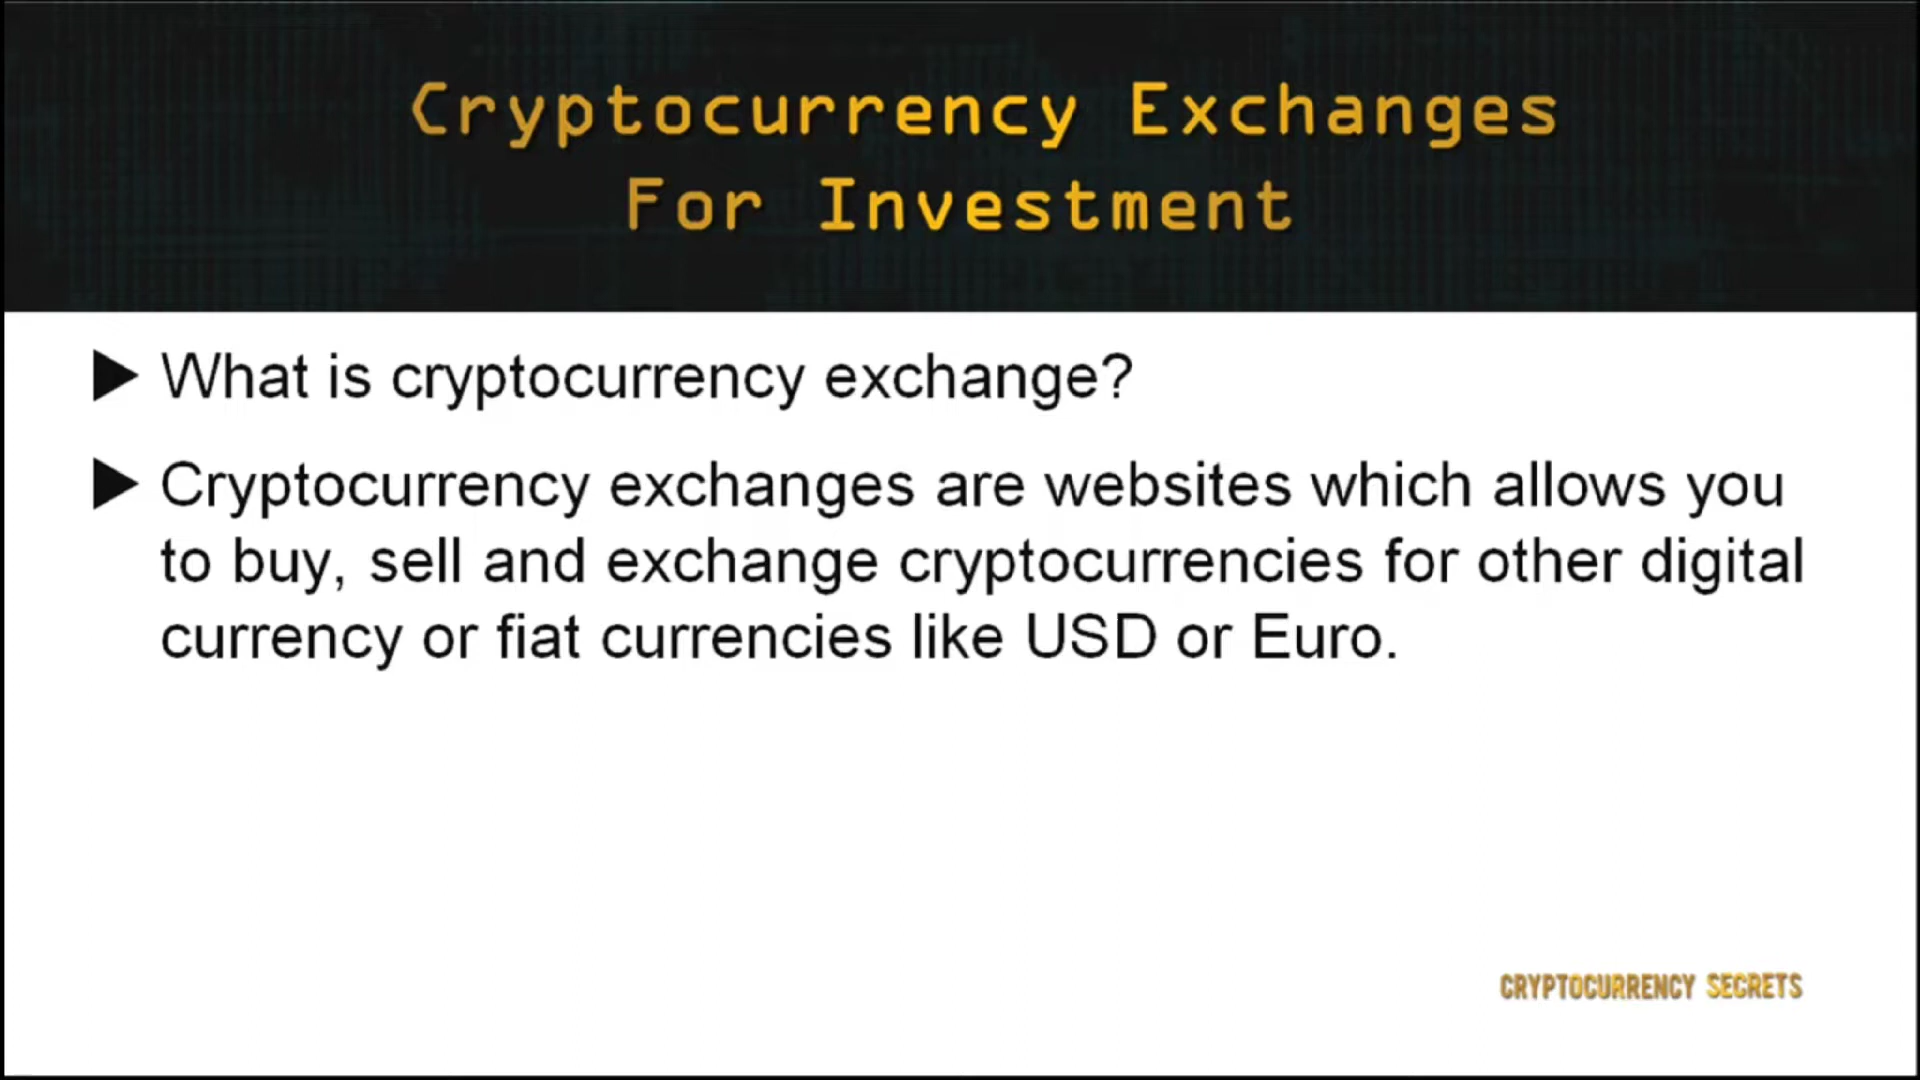 Cryptocurrency Exchanges
For Investment
What is cryptocurrency exchange?
Cryptocurrency exchanges are websites which allows you
to buy, sell and exchange cryptocurrencies for other digital
currency or fiat currencies like USD or Euro.
CRYPTOCURRENCY SECRETS